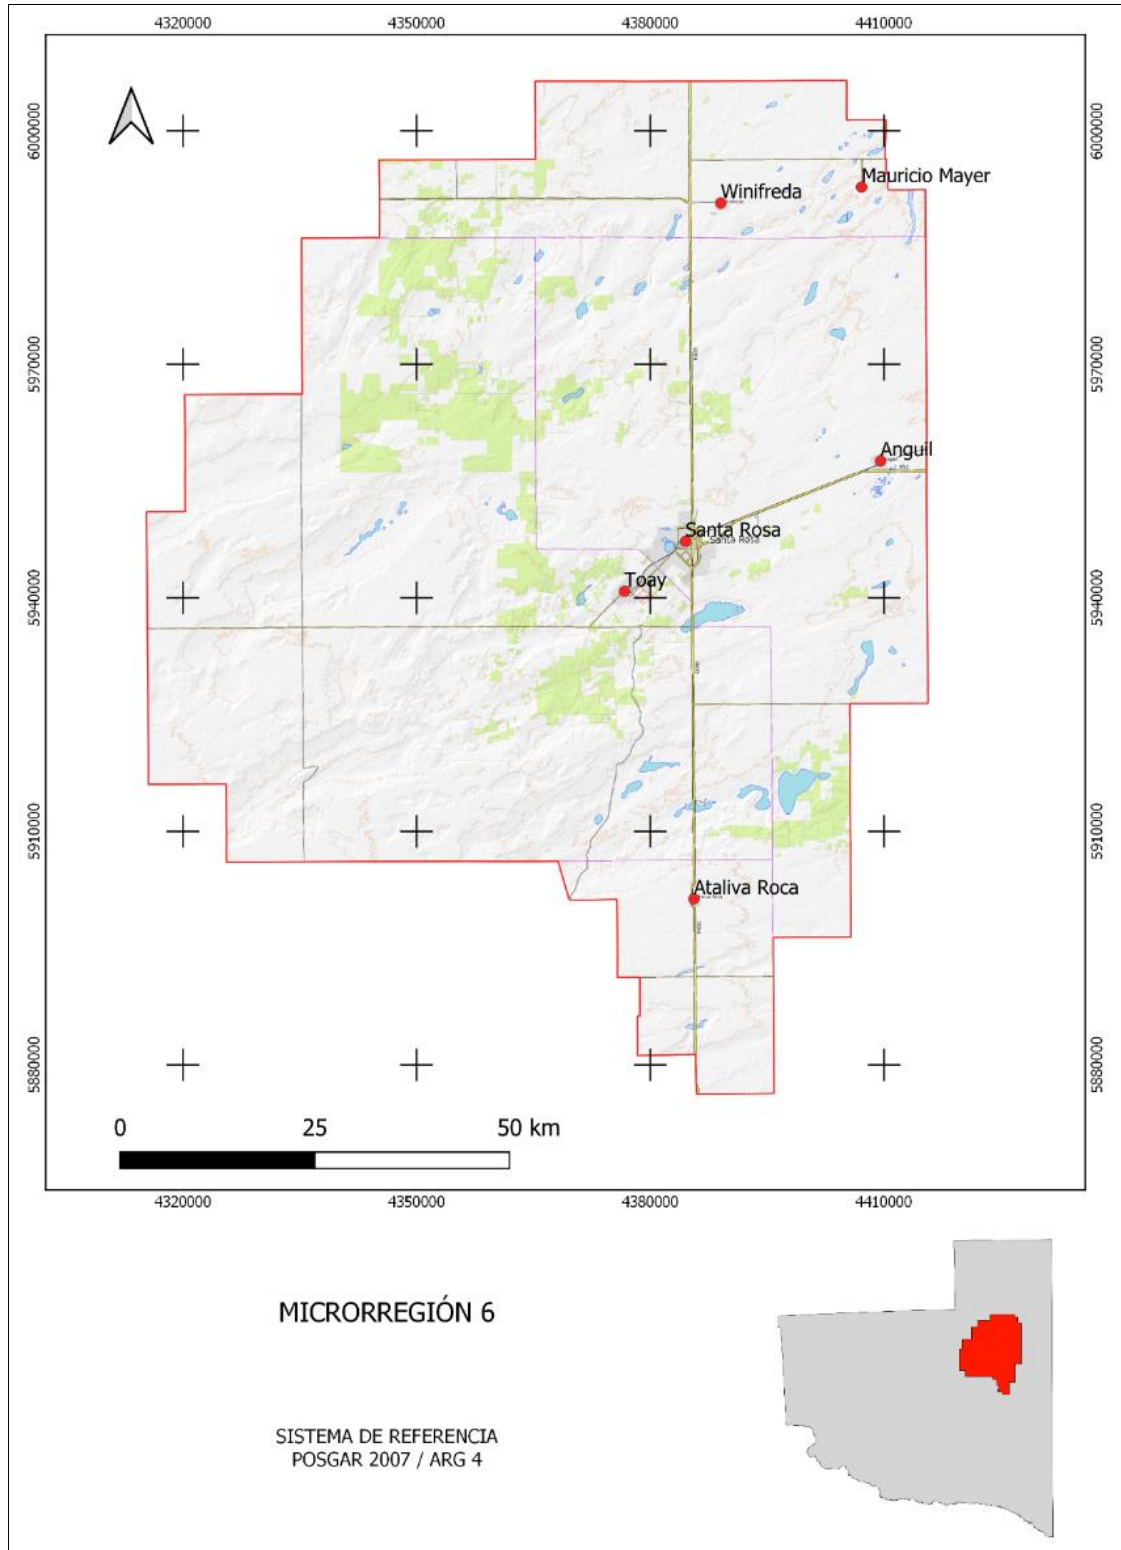 4320000 4350000 4380000 4410000
6000000
6000000
Mauricio Mayer
Winifreda
5970000
5970000
Anguil
Santa Rosa
Santa Rosa
Toay
5940000
5940000
5910000
5910000
Ataliva Roca
5880000
5880000
0 25 50 km
4320000 4350000 4380000 4410000
MICRORREGIÓN 6
SISTEMA DE REFERENCIA
POSGAR 2007 / ARG 4